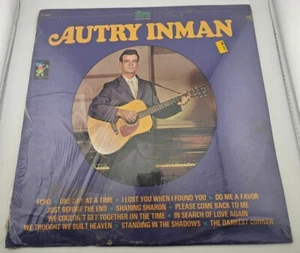 AUTRY INMAN
ECHO • ONE DAY AT A TIME • I LOST YOU WHEN I FOUND YOU • DO ME A FAVOR
JUST BEFORE THE END • SHARING SHARON • PLEASE COME BACK TO ME
WE COULDN'T GET TOGETHER ON THE TIME • IN SEARCH OF LOVE AGAIN
WE THOUGHT WE BUILT HEAVEN • STANDING IN THE SHADOWS • THE DARKEST CORNER